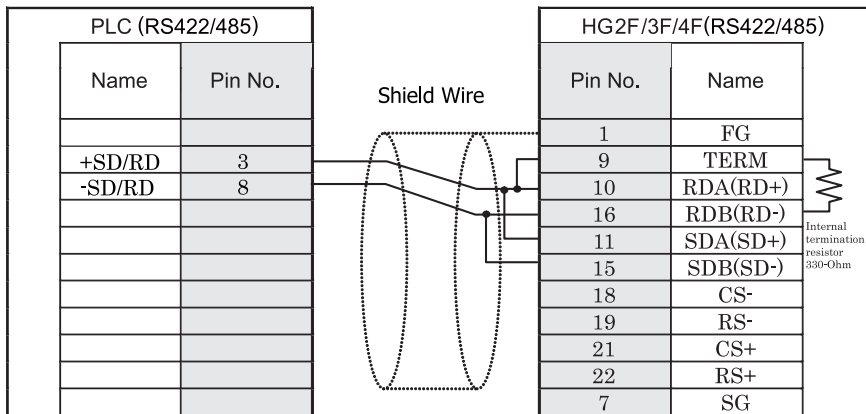 PLC (RS422/485)
HG2F/3F/4F(RS422/485)
Name Pin No.
Shield Wire
Pin No. Name
1 FG
+SD/RD 3
9 TERM
-SD/RD 8
10 RDA(RD+)
16 RDB(RD-)
11 SDA(SD+)
15 SDB(SD-)
18 CS-
19 RS-
21 CS+
22 RS+
7 SG
Internal
termination
resistor
330-Ohm